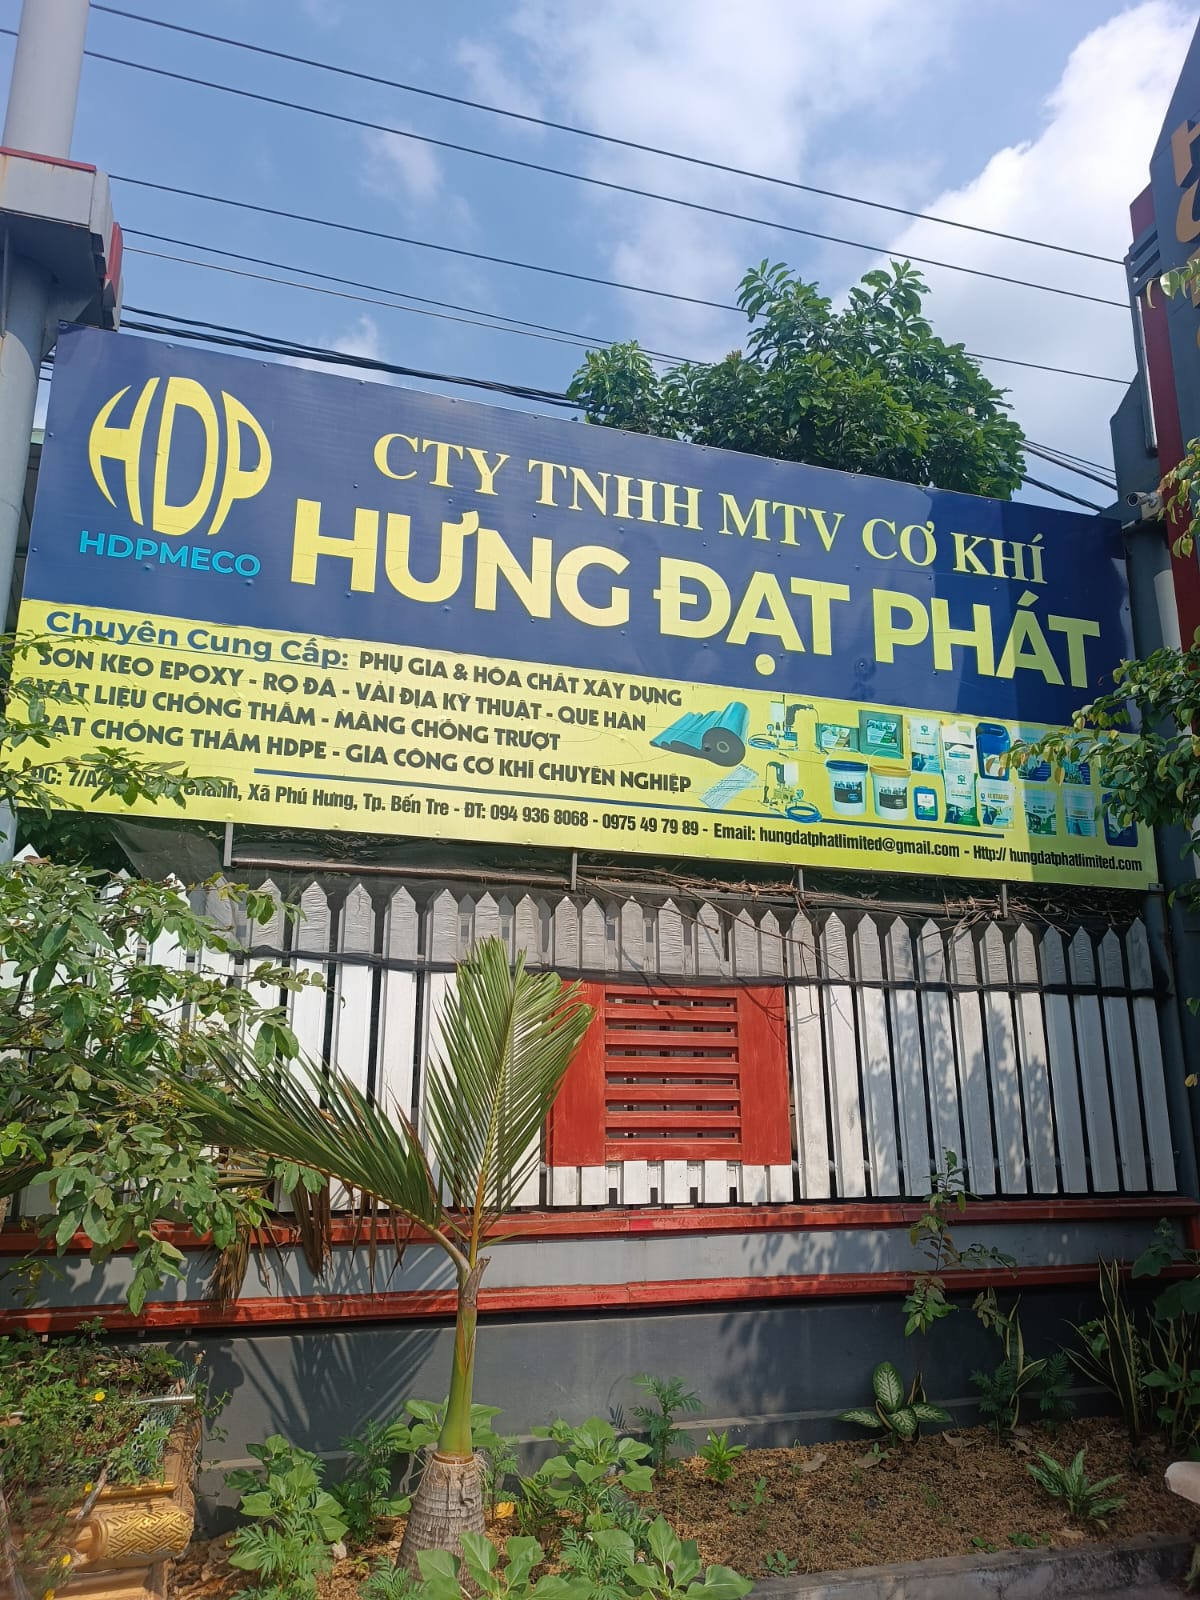 HDP
HDPMECO
CTY TNHH MTV CƠ KHÍ
HƯNG ĐẠT PHÁT
Chuyên Cung Cấp: PHỤ GIA & HÓA CHẤT XÂY DỰNG
SƠN KEO EPOXY - RỌ ĐÁ - VẢI ĐỊA KỸ THUẬT - QUE HÀN
VẬT LIỆU CHỐNG THẤM - MÀNG CHỐNG TRƯỢT
BẠT CHỐNG THẤM HDPE - GIA CÔNG CƠ KHÍ CHUYÊN NGHIỆP
ĐC: Xã Phú Hưng, Tp. Bến Tre - ĐT: 094 936 8068 - 0975 49 79 89 - Email: hungdatphatlimited@gmail.com - Http:// hungdatphatlimited.com